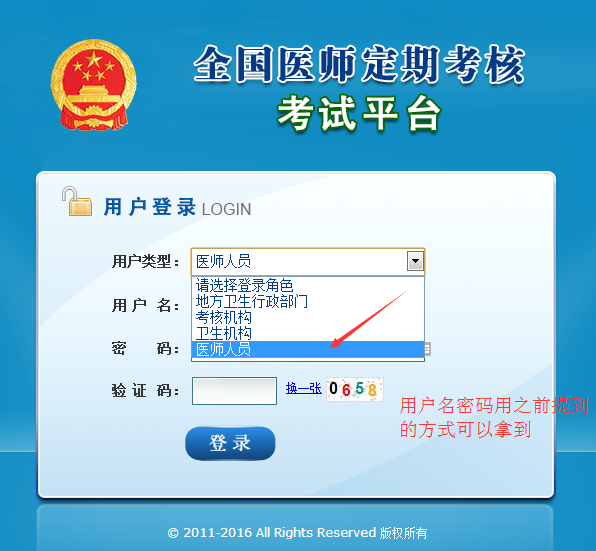 全国医师定期考核
考试平台
用户登录 LOGIN
用户类型： 医师人员
请选择登录角色
地方卫生行政部门
用户名：
考核机构
卫生机构
密 码： 医师人员
验证码： 换一张 0658
用户名密码用之前提到
的方式可以拿到
登录
© 2011-2016 All Rights Reserved 版权所有